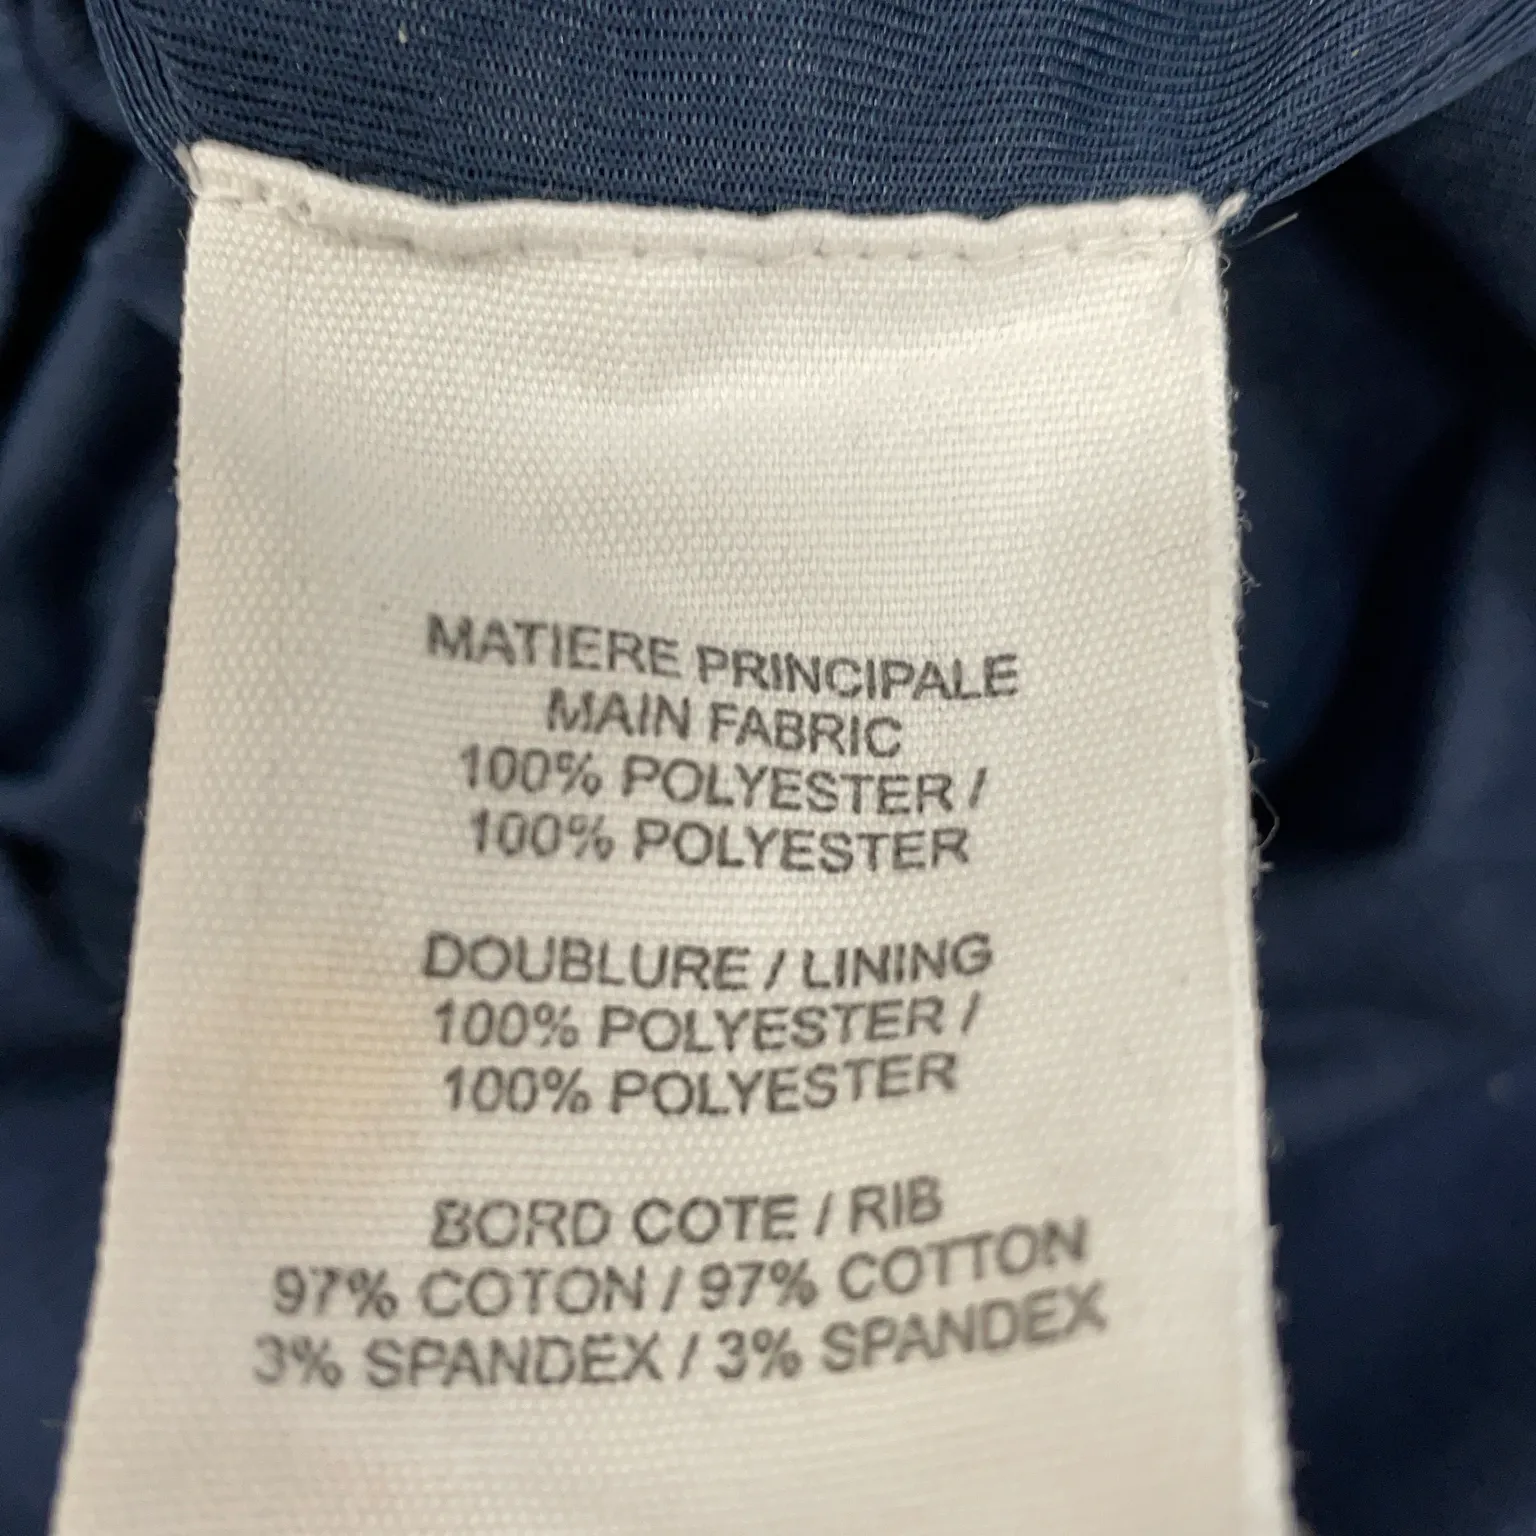 MATIERE PRINCIPALE
MAIN FABRIC
100% POLYESTER /
100% POLYESTER
DOUBLURE / LINING
100% POLYESTER /
100% POLYESTER
BORD COTE / RIB
97% COTON / 97% COTTON
3% SPANDEX / 3% SPANDEX